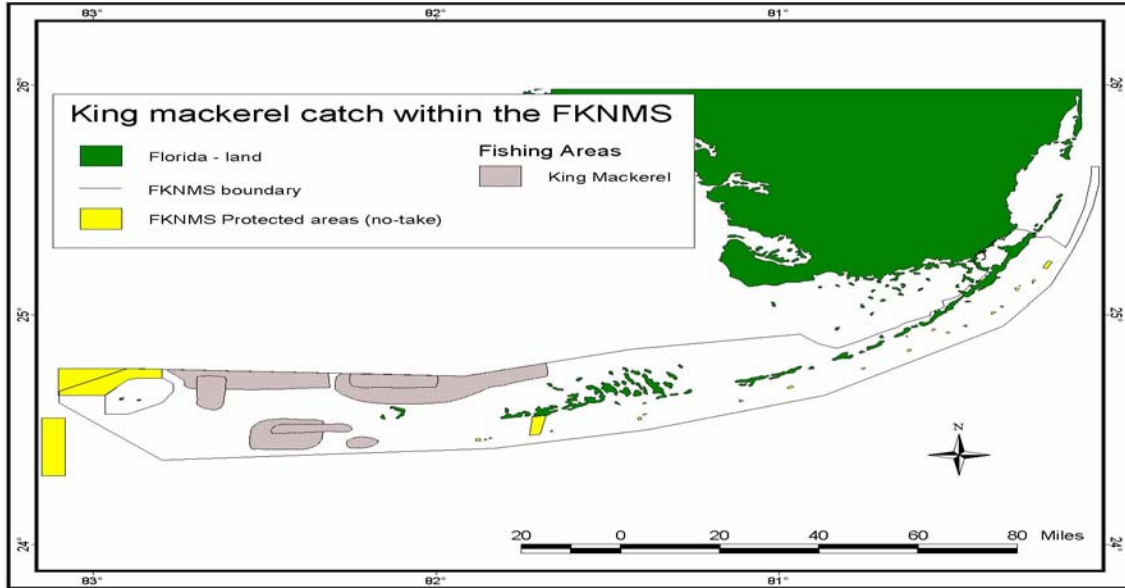 83°
82°
81°
26°
26°
King mackerel catch within the FKNMS
Florida - land
Fishing Areas
FKNMS boundary
King Mackerel
FKNMS Protected areas (no-take)
25°
25°
N
24°
24°
20 0 20 40 60 80 Miles
83°
82°
81°